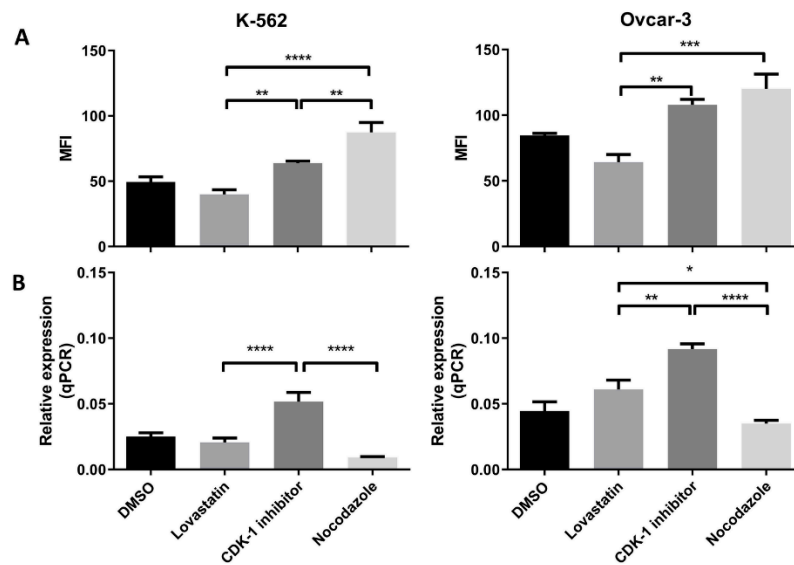 K-562
Ovcar-3
A
MFI
150
100
50
0
****
**
**
MFI
150
100
50
0
***
**
B
Relative expression
(qPCR)
0.15
0.10
0.05
0.00
****
****
DMSO
Lovastatin
CDK-1 inhibitor
Nocodazole
Relative expression
(qPCR)
0.15
0.10
0.05
0.00
*
**
****
DMSO
Lovastatin
CDK-1 inhibitor
Nocodazole